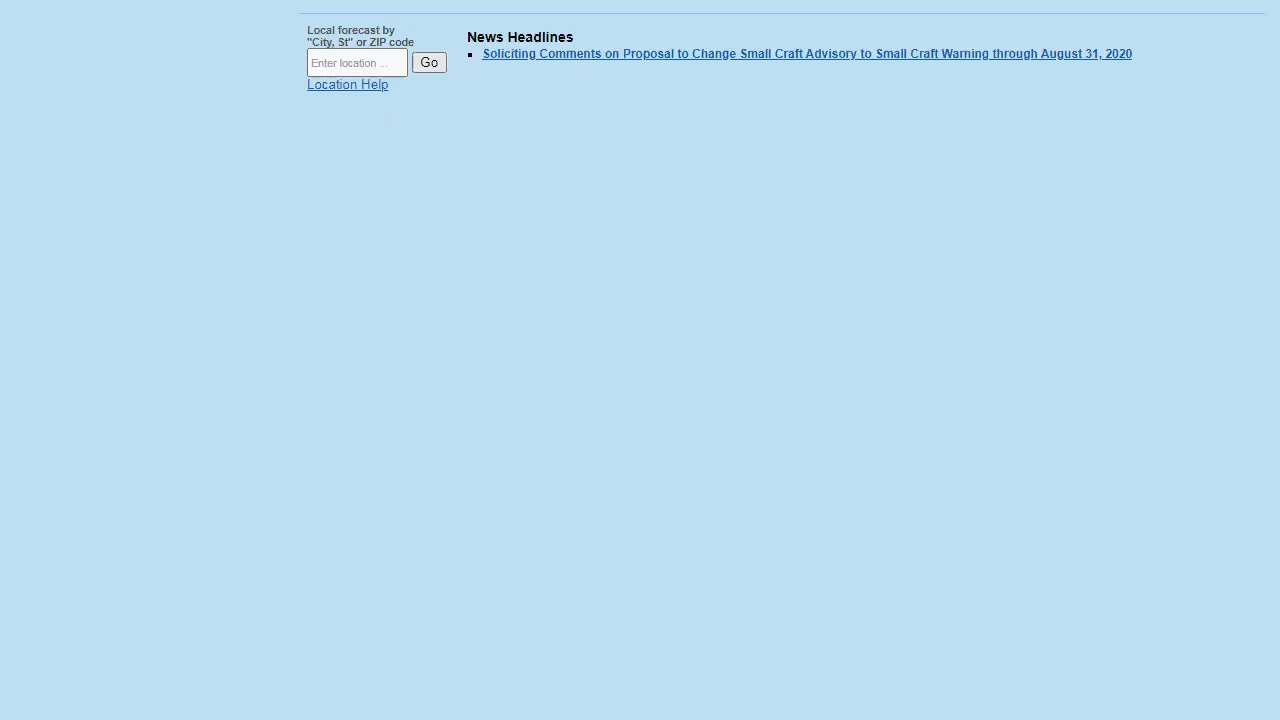 Local forecast by
"City, St" or ZIP code
Enter location ...
Go
Location Help
News Headlines
Soliciting Comments on Proposal to Change Small Craft Advisory to Small Craft Warning through August 31, 2020